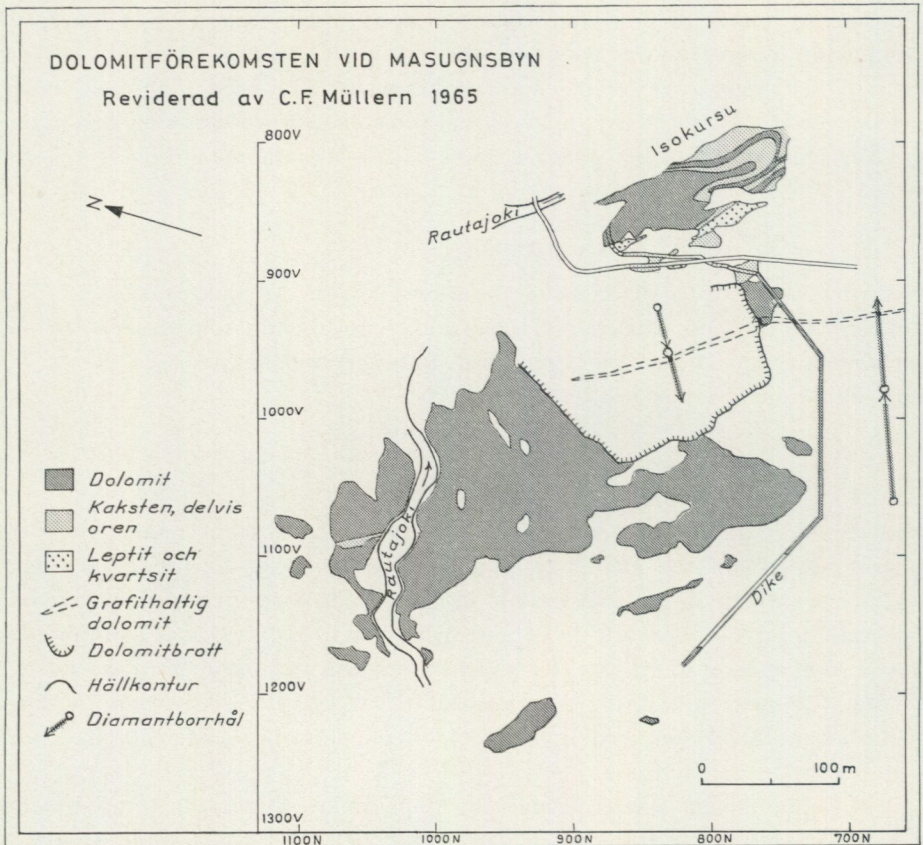 DOLOMITFÖREKOMSTEN VID MASUGNSBYN
Reviderad av C.F. Müllern 1965
800V
Isokursu
N
Rautajoki
900V
1000V
Dolomit
Kaksten, delvis
oren
Leptit och
kvartsit
Grafithaltig
dolomit
Dolomitbrott
Hällkontur
Diamantborrhål
1100V
Rautajoki
Dike
1200V
0 100m
1300V
1100N 1000N 900N 800N 700N